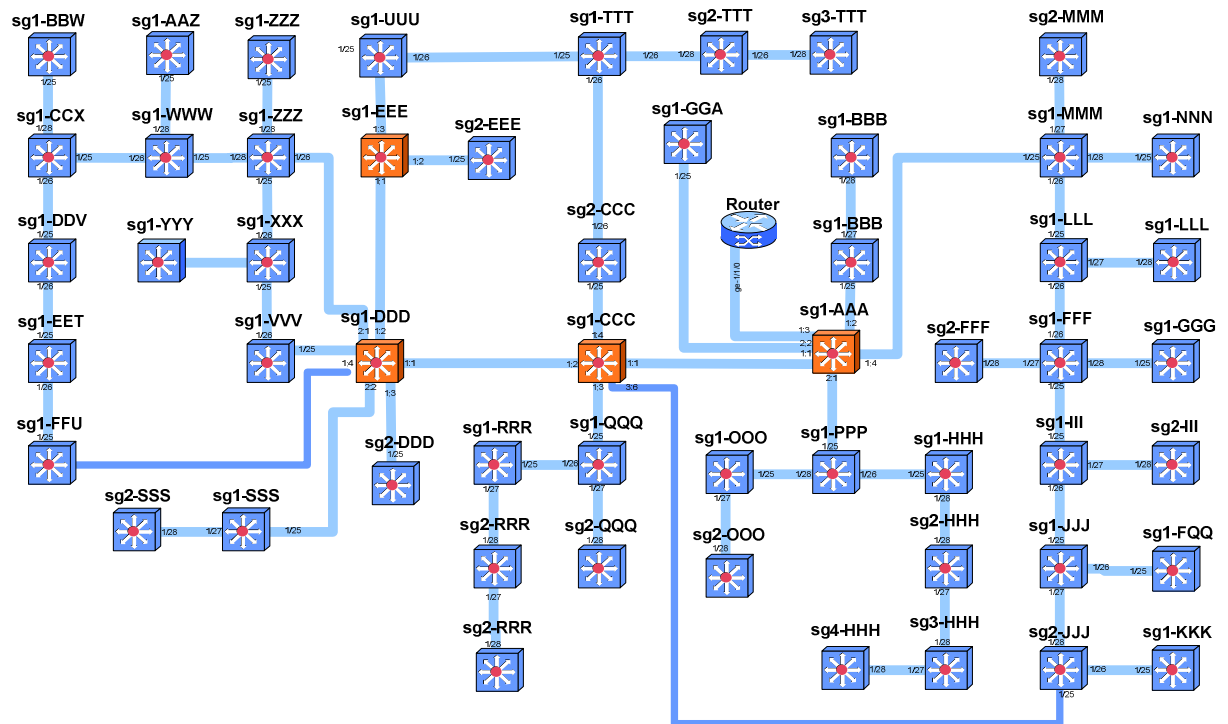 sg1-BBW
sg1-AAZ
sg1-ZZZ
sg1-UUU
sg1-TTT
sg2-TTT
sg3-TTT
sg2-MMM
1/25
1/25
1/25
1/25
1/26
1/25
1/26
1/28
1/26
1/28
1/26
1/28
sg1-CCX
sg1-WWW
sg1-ZZZ
sg1-EEE
sg2-EEE
sg1-GGA
sg1-BBB
sg1-MMM
sg1-NNN
1/28
1/28
1/28
1:3
1/27
1/25
1/26
1/25
1/28
1/26
1:2
1/25
1/25
1/28
1/25
1/26
1/25
1:1
1/25
1/28
1/26
sg1-DDV
sg1-YYY
sg1-XXX
sg2-CCC
Router
sg1-BBB
sg1-LLL
sg1-LLL
1/25
1/26
1/26
1/27
1/25
1/27
1/28
1/26
1/25
1/25
ge-1/1/0
1/25
1/26
sg1-EET
sg1-VVV
sg1-DDD
sg1-CCC
sg1-AAA
sg2-FFF
sg1-FFF
sg1-GGG
1/25
1/26
2:1
1:2
1:4
1:2
1:3
2:2
1:1
1/26
1/25
1:4
1:1
1:2
1:1
1:4
1/28
1/27
1/28
1/25
1/26
2:2
1:3
1:3
3:6
2:1
1/25
sg1-FFU
sg2-DDD
sg1-RRR
sg1-QQQ
sg1-OOO
sg1-PPP
sg1-HHH
sg1-III
sg2-III
1/25
1/25
1/25
1/25
1/25
1/25
1/26
1/25
1/28
1/26
1/25
1/27
1/28
1/27
1/27
1/27
1/28
1/26
sg2-SSS
sg1-SSS
sg2-RRR
sg2-QQQ
sg2-OOO
sg2-HHH
sg1-JJJ
sg1-FQQ
1/28
1/27
1/25
1/28
1/28
1/28
1/28
1/25
1/26
1/25
1/27
1/27
1/27
sg2-RRR
sg4-HHH
sg3-HHH
sg2-JJJ
sg1-KKK
1/28
1/28
1/27
1/28
1/28
1/26
1/25
1/25